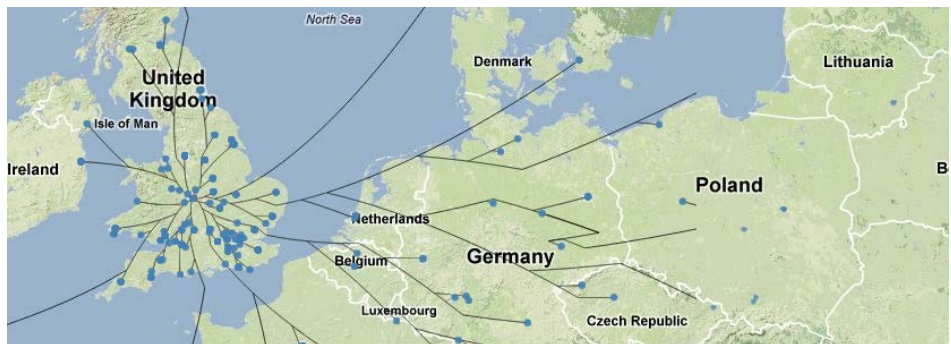 North Sea
Denmark
Lithuania
United
Kingdom
Isle of Man
Ireland
Poland
Netherlands
Germany
Belgium
Luxembourg
Czech Republic